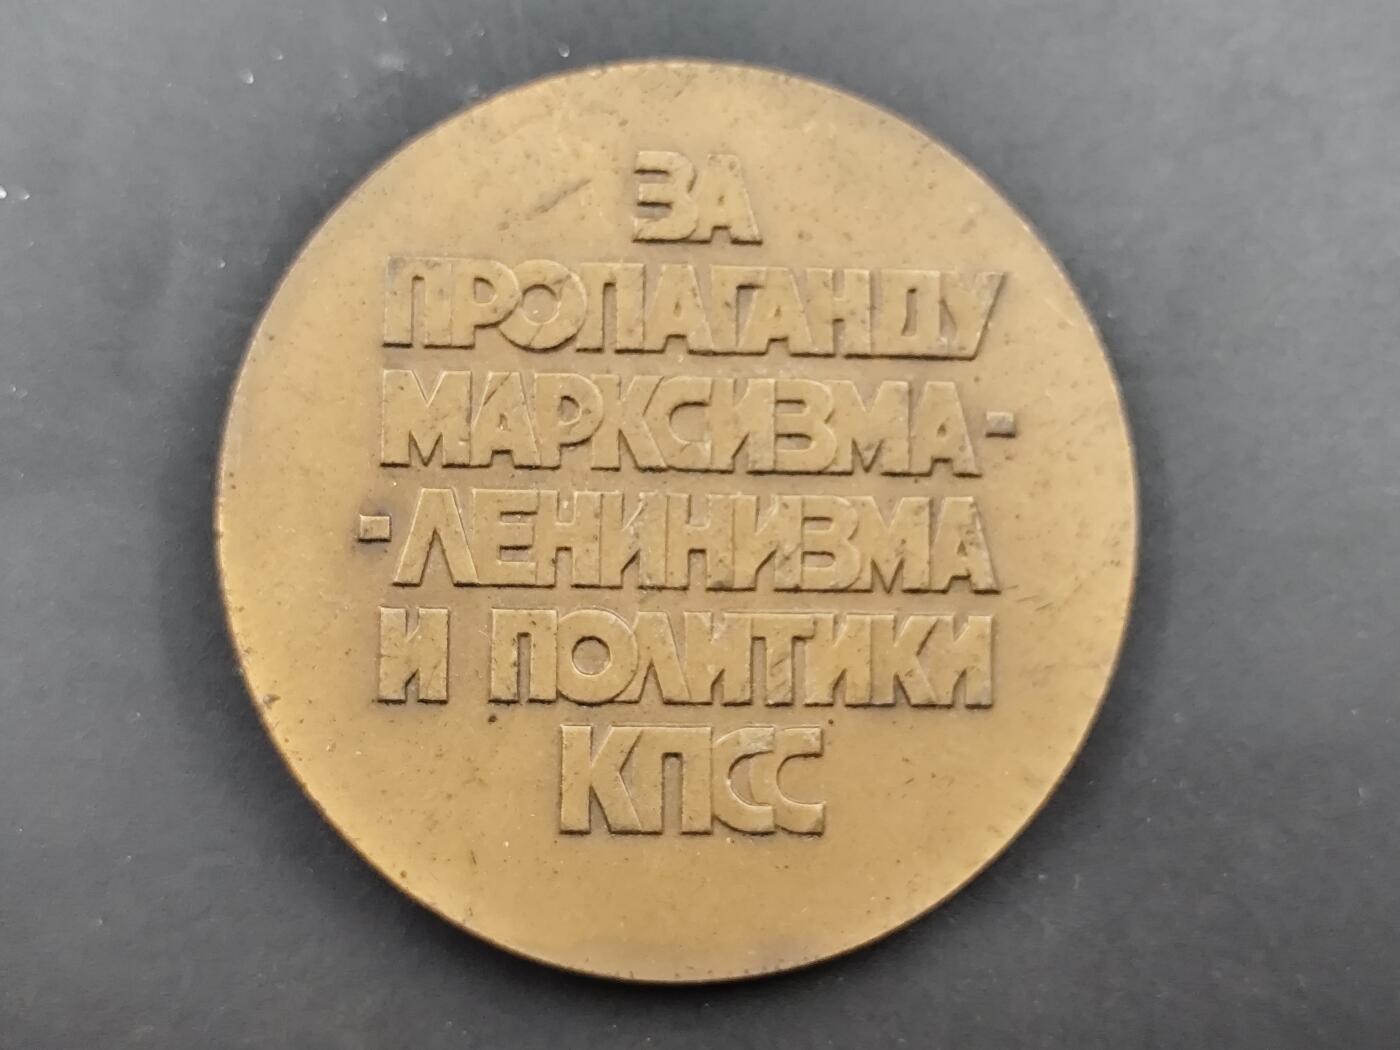 ЗА
ПРОПАГАНДУ
МАРКСИЗМА-
-ЛЕНИНИЗМА
И ПОЛИТИКИ
КПСС